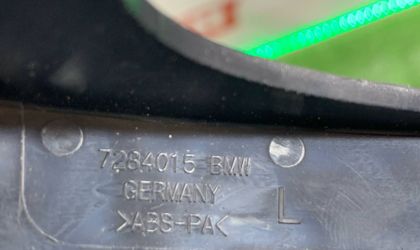 7284015 BMW
GERMANY
>ABS-PA<
L